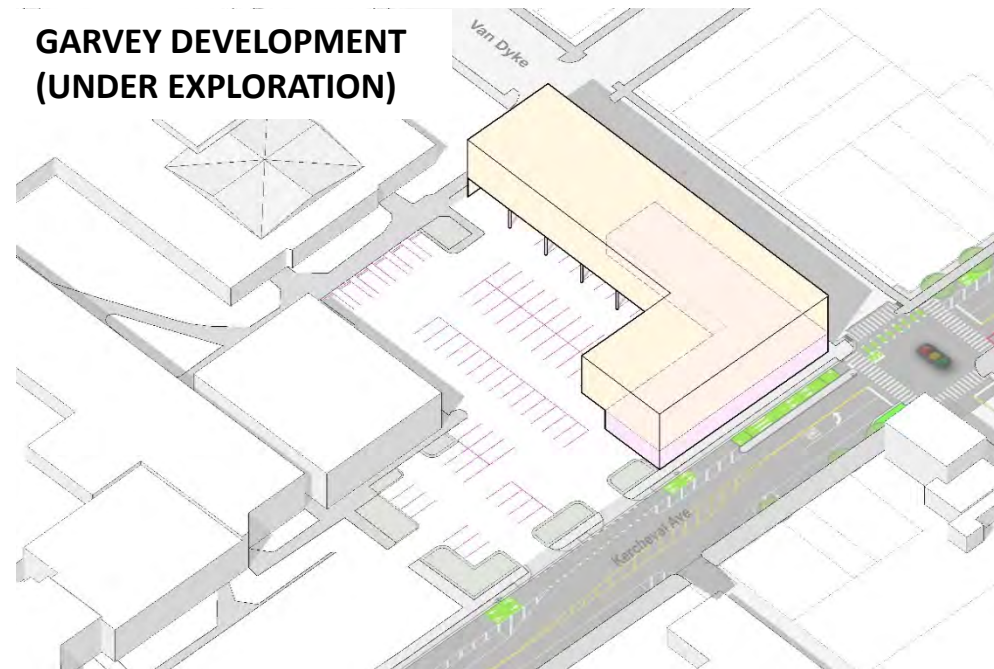 GARVEY DEVELOPMENT
(UNDER EXPLORATION)
Van Dyke
Kercheval Ave